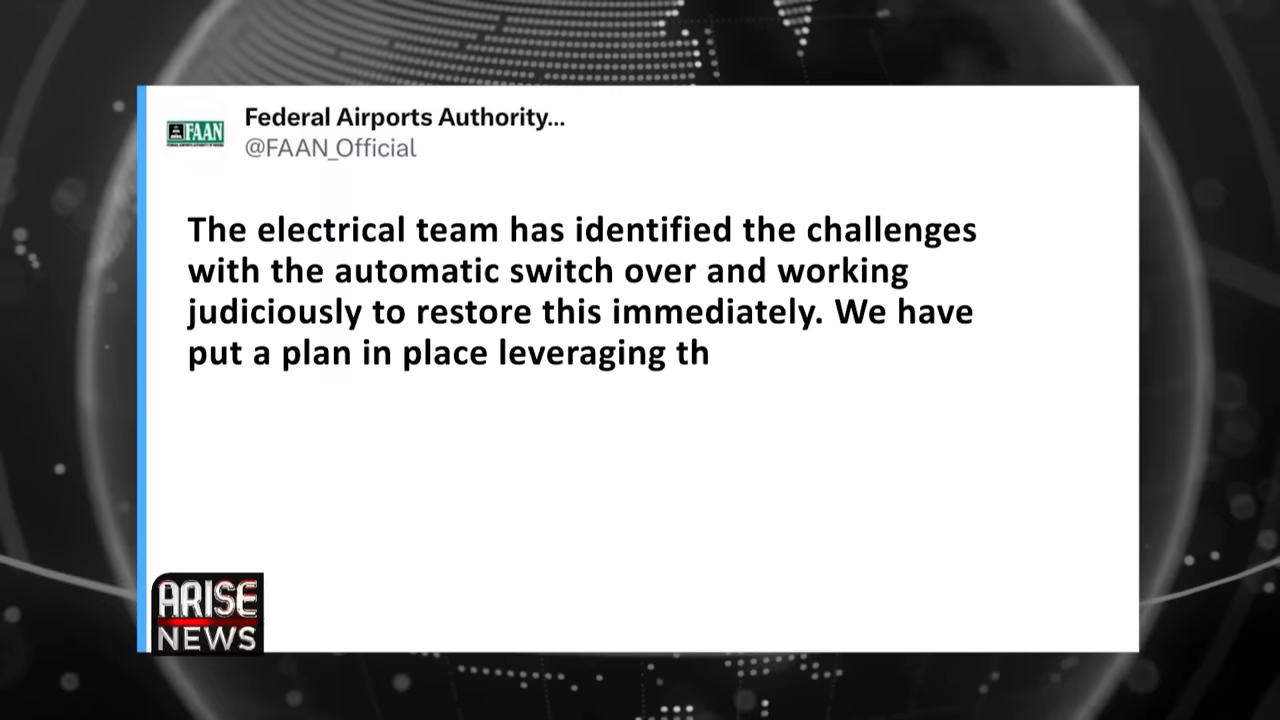 FAAN
Federal Airports Authority...
@FAAN_Official
The electrical team has identified the challenges
with the automatic switch over and working
judiciously to restore this immediately. We have
put a plan in place leveraging th
ARISE
NEWS